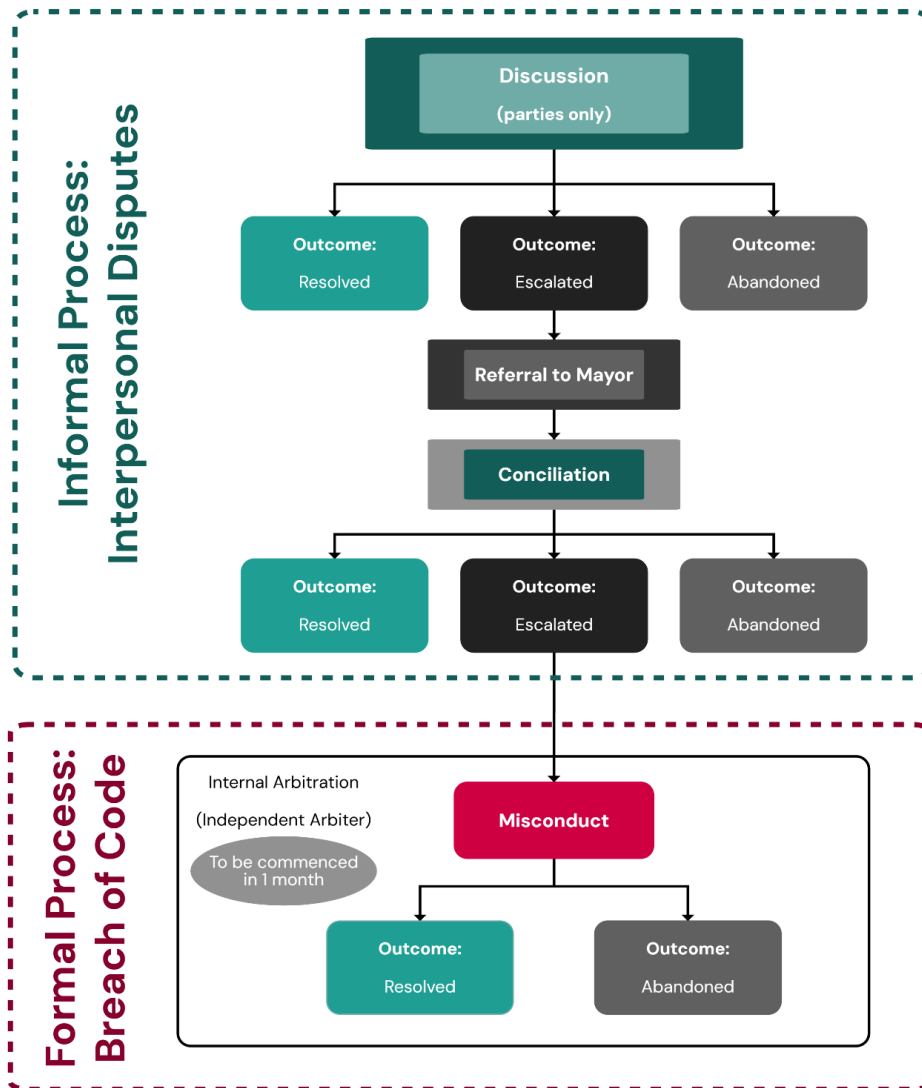 Informal Process:
Interpersonal Disputes
Discussion
(parties only)
Outcome:
Resolved
Outcome:
Escalated
Outcome:
Abandoned
Referral to Mayor
Conciliation
Outcome:
Resolved
Outcome:
Escalated
Outcome:
Abandoned
Formal Process:
Breach of Code
Internal Arbitration
(Independent Arbiter)
To be commenced
in 1 month
Misconduct
Outcome:
Resolved
Outcome:
Abandoned